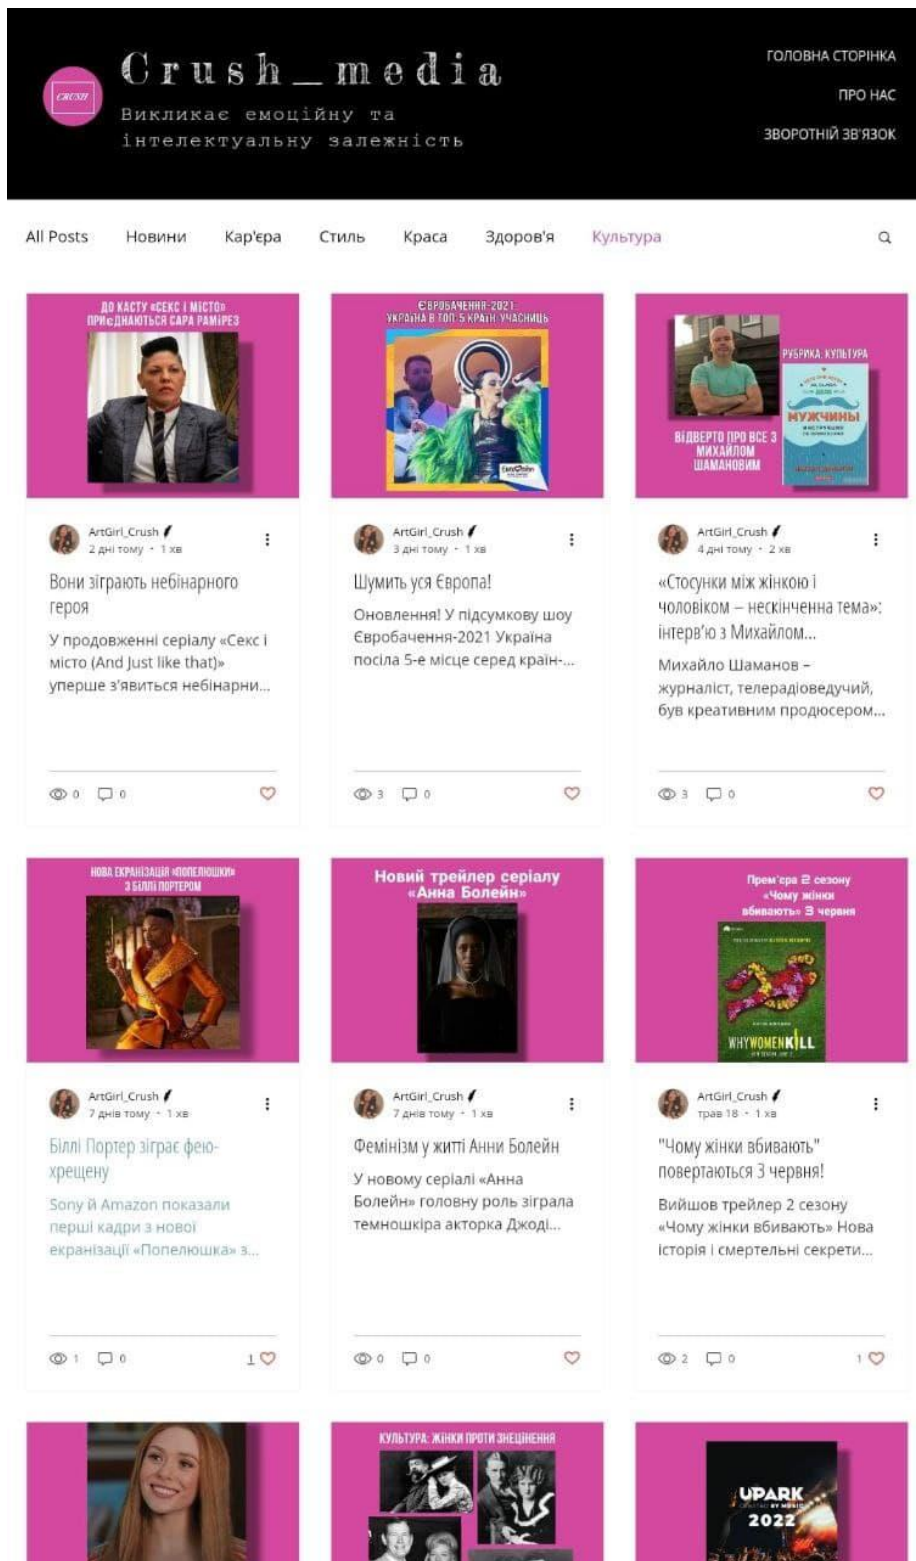 CRUSH
Crush_media
Викликає емоційну та
інтелектуальну залежність
ГОЛОВНА СТОРІНКА
ПРО НАС
ЗВОРОТНІЙ ЗВ'ЯЗОК
All Posts Новини Кар'єра Стиль Краса Здоров'я Культура
ДО КАСТУ «СЕКС І МІСТО»
ПРИЄДНАЮТЬСЯ САРА РАМІРЕЗ
ArtGirl_Crush
2 дні тому · 1 хв
Вони зіграють небінарного
героя
У продовженні серіалу «Секс і
місто (And Just like that)»
уперше з'явиться небінарни...
0 0
ЄВРОБАЧЕННЯ-2021:
УКРАЇНА В ТОП-5 КРАЇН-УЧАСНИЦЬ
ArtGirl_Crush
3 дні тому · 1 хв
Шумить уся Європа!
Оновлення! У підсумкову шоу
Євробачення-2021 Україна
посіла 5-е місце серед країн-...
3 0
РУБРИКА: КУЛЬТУРА
МУЖЧИНЫ
ВІДВЕРТО ПРО ВСЕ З
МИХАЙЛОМ
ШАМАНОВИМ
ArtGirl_Crush
4 дні тому · 2 хв
«Стосунки між жінкою і
чоловіком – нескінченна тема»:
інтерв'ю з Михайлом...
Михайло Шаманов –
журналіст, телерадіоведучий,
був креативним продюсером...
3 0
НОВА ЕКРАНІЗАЦІЯ «ПОПЕЛЮШКИ»
З БІЛЛІ ПОРТЕРОМ
ArtGirl_Crush
7 днів тому · 1 хв
Біллі Портер зіграє фею-
хрещену
Sony й Amazon показали
перші кадри з нової
екранізації «Попелюшка» з...
1 0 1
Новий трейлер серіалу
«Анна Болейн»
ArtGirl_Crush
7 днів тому · 1 хв
Фемінізм у житті Анни Болейн
У новому серіалі «Анна
Болейн» головну роль зіграла
темношкіра акторка Джоді...
0 0
Прем'єра 2 сезону
«Чому жінки
вбивають» 3 червня
WHYWOMENKILL
ArtGirl_Crush
трав 18 · 1 хв
"Чому жінки вбивають"
повертаються 3 червня!
Вийшов трейлер 2 сезону
«Чому жінки вбивають» Нова
історія і смертельні секрети...
2 0 1
КУЛЬТУРА: ЖІНКИ ПРОТИ ЗНЕЦІНЕННЯ
UPARK
2022